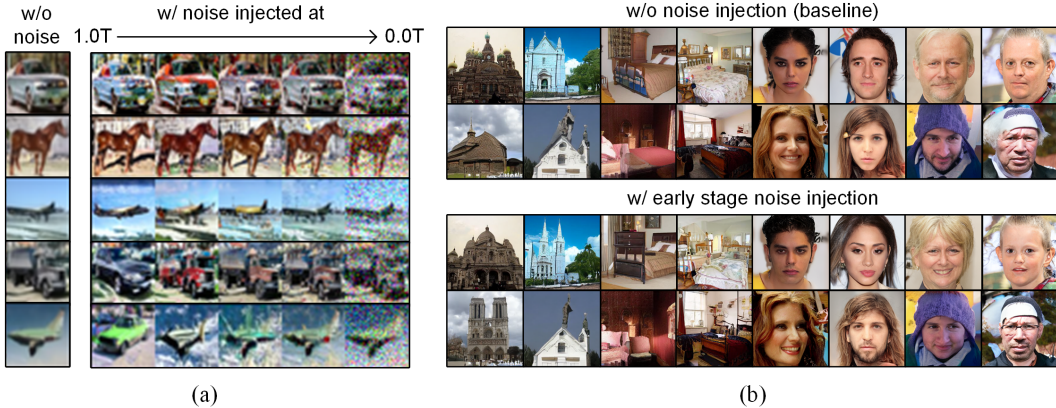 w/o
noise
w/ noise injected at
1.0T
0.0T
w/o noise injection (baseline)
w/ early stage noise injection
(a)
(b)